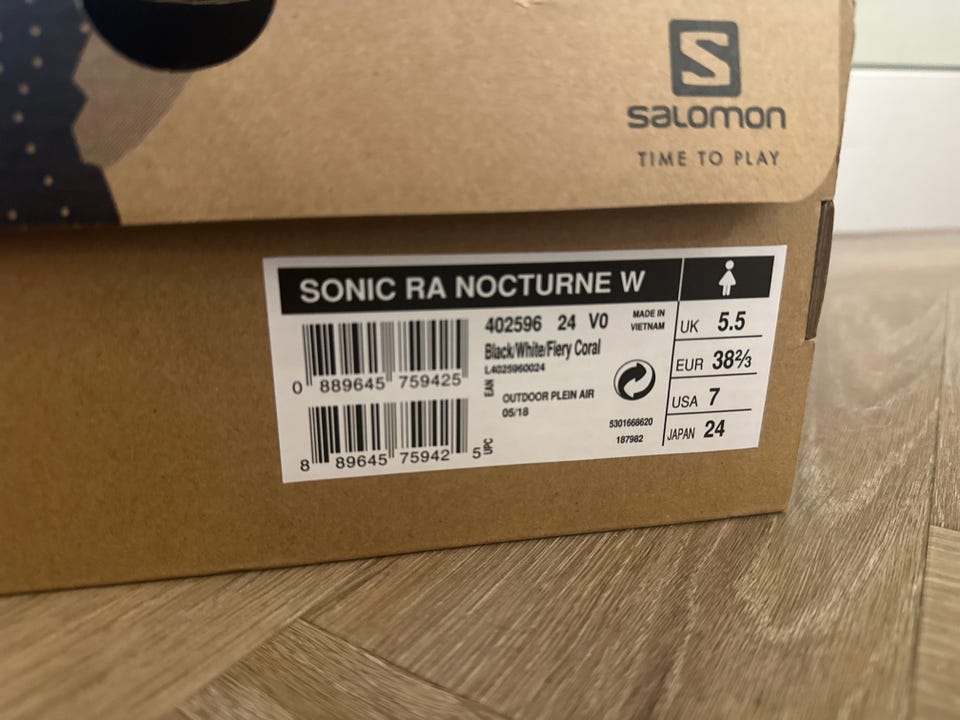 SALOMON
TIME TO PLAY
SONIC RA NOCTURNE W
402596 24 V0
MADE IN
VIETNAM
Black/White/Fiery Coral
L4025960024
0 889645 759425
EAN
OUTDOOR PLEIN AIR
05/18
5301668620
187982
8 89645 75942 5
UPC
UK 5.5
EUR 38⅔
USA 7
JAPAN 24